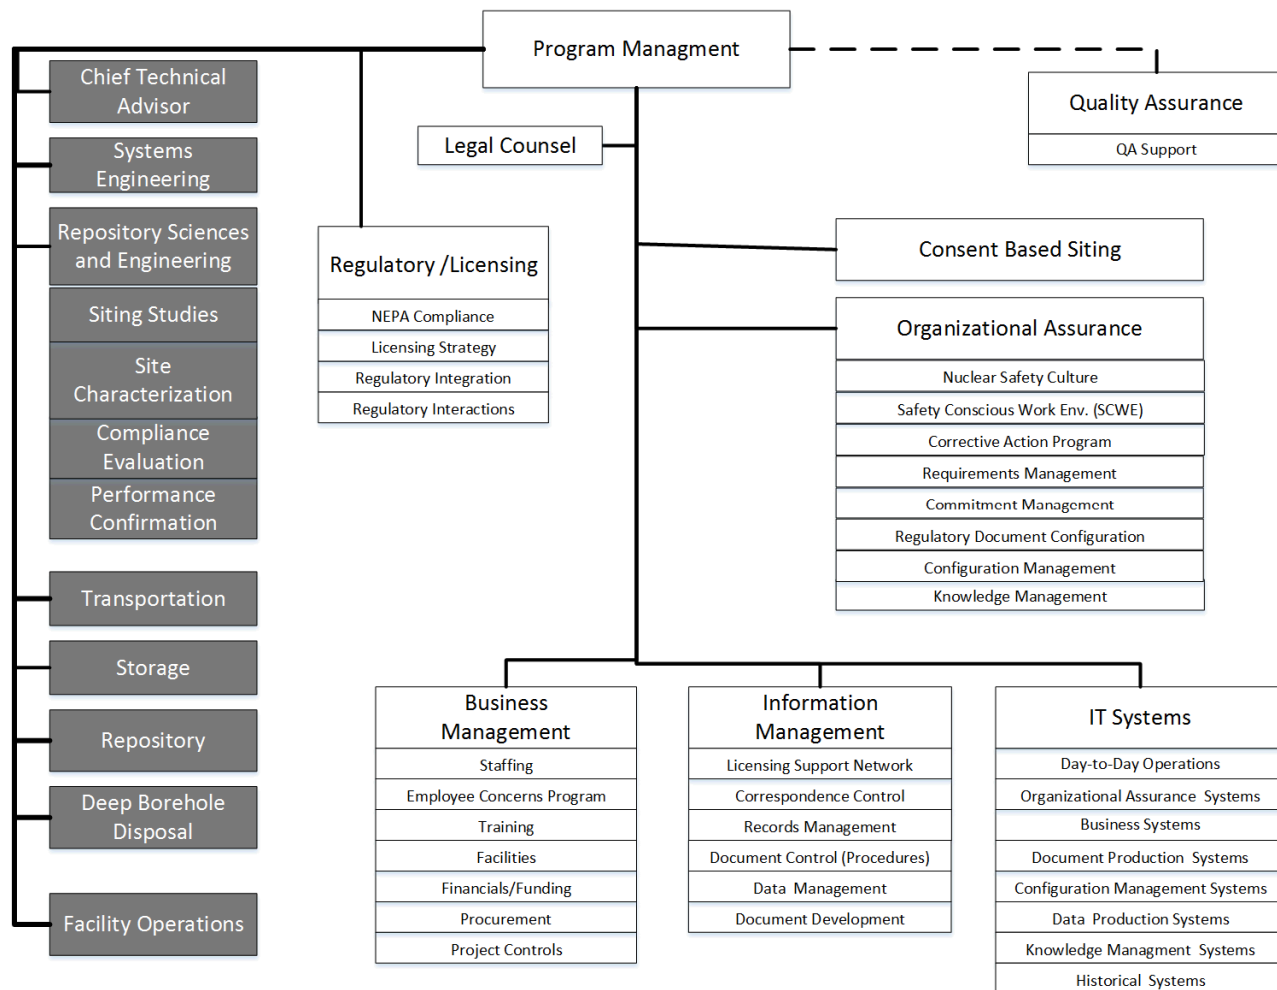 Program Managment
Chief Technical
Advisor
Systems
Engineering
Repository Sciences
and Engineering
Siting Studies
Site
Characterization
Compliance
Evaluation
Performance
Confirmation
Transportation
Storage
Repository
Deep Borehole
Disposal
Facility Operations
Legal Counsel
Regulatory /Licensing
NEPA Compliance
Licensing Strategy
Regulatory Integration
Regulatory Interactions
Quality Assurance
QA Support
Consent Based Siting
Organizational Assurance
Nuclear Safety Culture
Safety Conscious Work Env. (SCWE)
Corrective Action Program
Requirements Management
Commitment Management
Regulatory Document Configuration
Configuration Management
Knowledge Management
Business
Management
Staffing
Employee Concerns Program
Training
Facilities
Financials/Funding
Procurement
Project Controls
Information
Management
Licensing Support Network
Correspondence Control
Records Management
Document Control (Procedures)
Data Management
Document Development
IT Systems
Day-to-Day Operations
Organizational Assurance Systems
Business Systems
Document Production Systems
Configuration Management Systems
Data Production Systems
Knowledge Managment Systems
Historical Systems